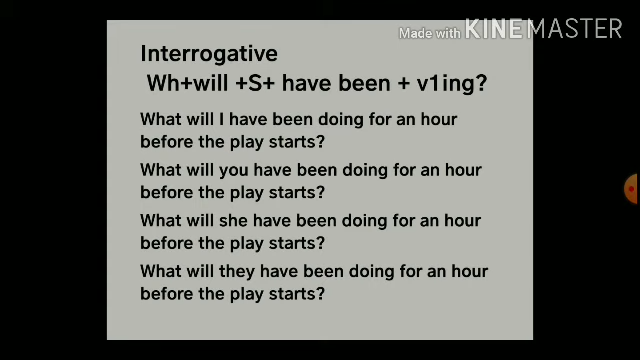 Made with KINEMASTER
Interrogative
Wh+will +S+ have been + v1ing?
What will I have been doing for an hour
before the play starts?
What will you have been doing for an hour
before the play starts?
What will she have been doing for an hour
before the play starts?
What will they have been doing for an hour
before the play starts?